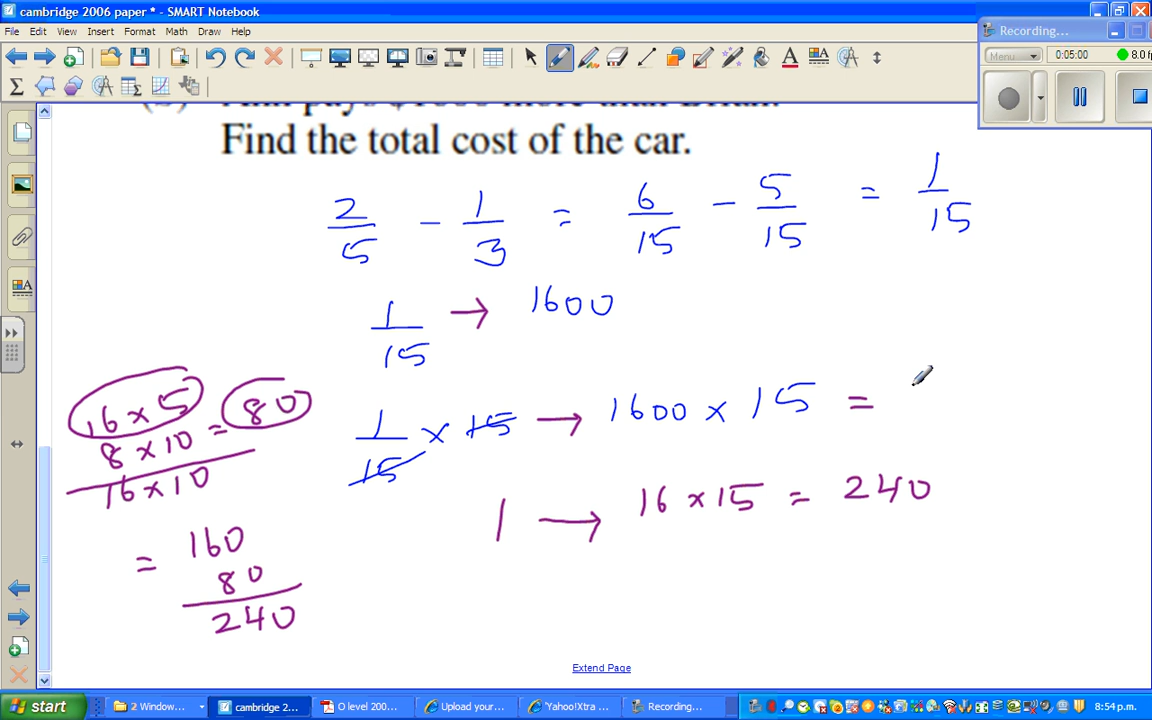 cambridge 2006 paper * - SMART Notebook
File Edit View Insert Format Math Draw Help
Recording...
Menu 0:05:00 8.0 f
Find the total cost of the car.
2/5 - 1/3 = 6/15 - 5/15 = 1/15
1/15 → 1600
1/15 × 15 → 1600 × 15 =
1 → 16 × 15 = 240
16 × 5
8 × 10 = 80
16 × 10
= 160
80
240
Extend Page
start 2 Window... cambridge 2... O level 200... Upload your... 'Yahoo!Xtra ... Recording... 8:54 p.m.